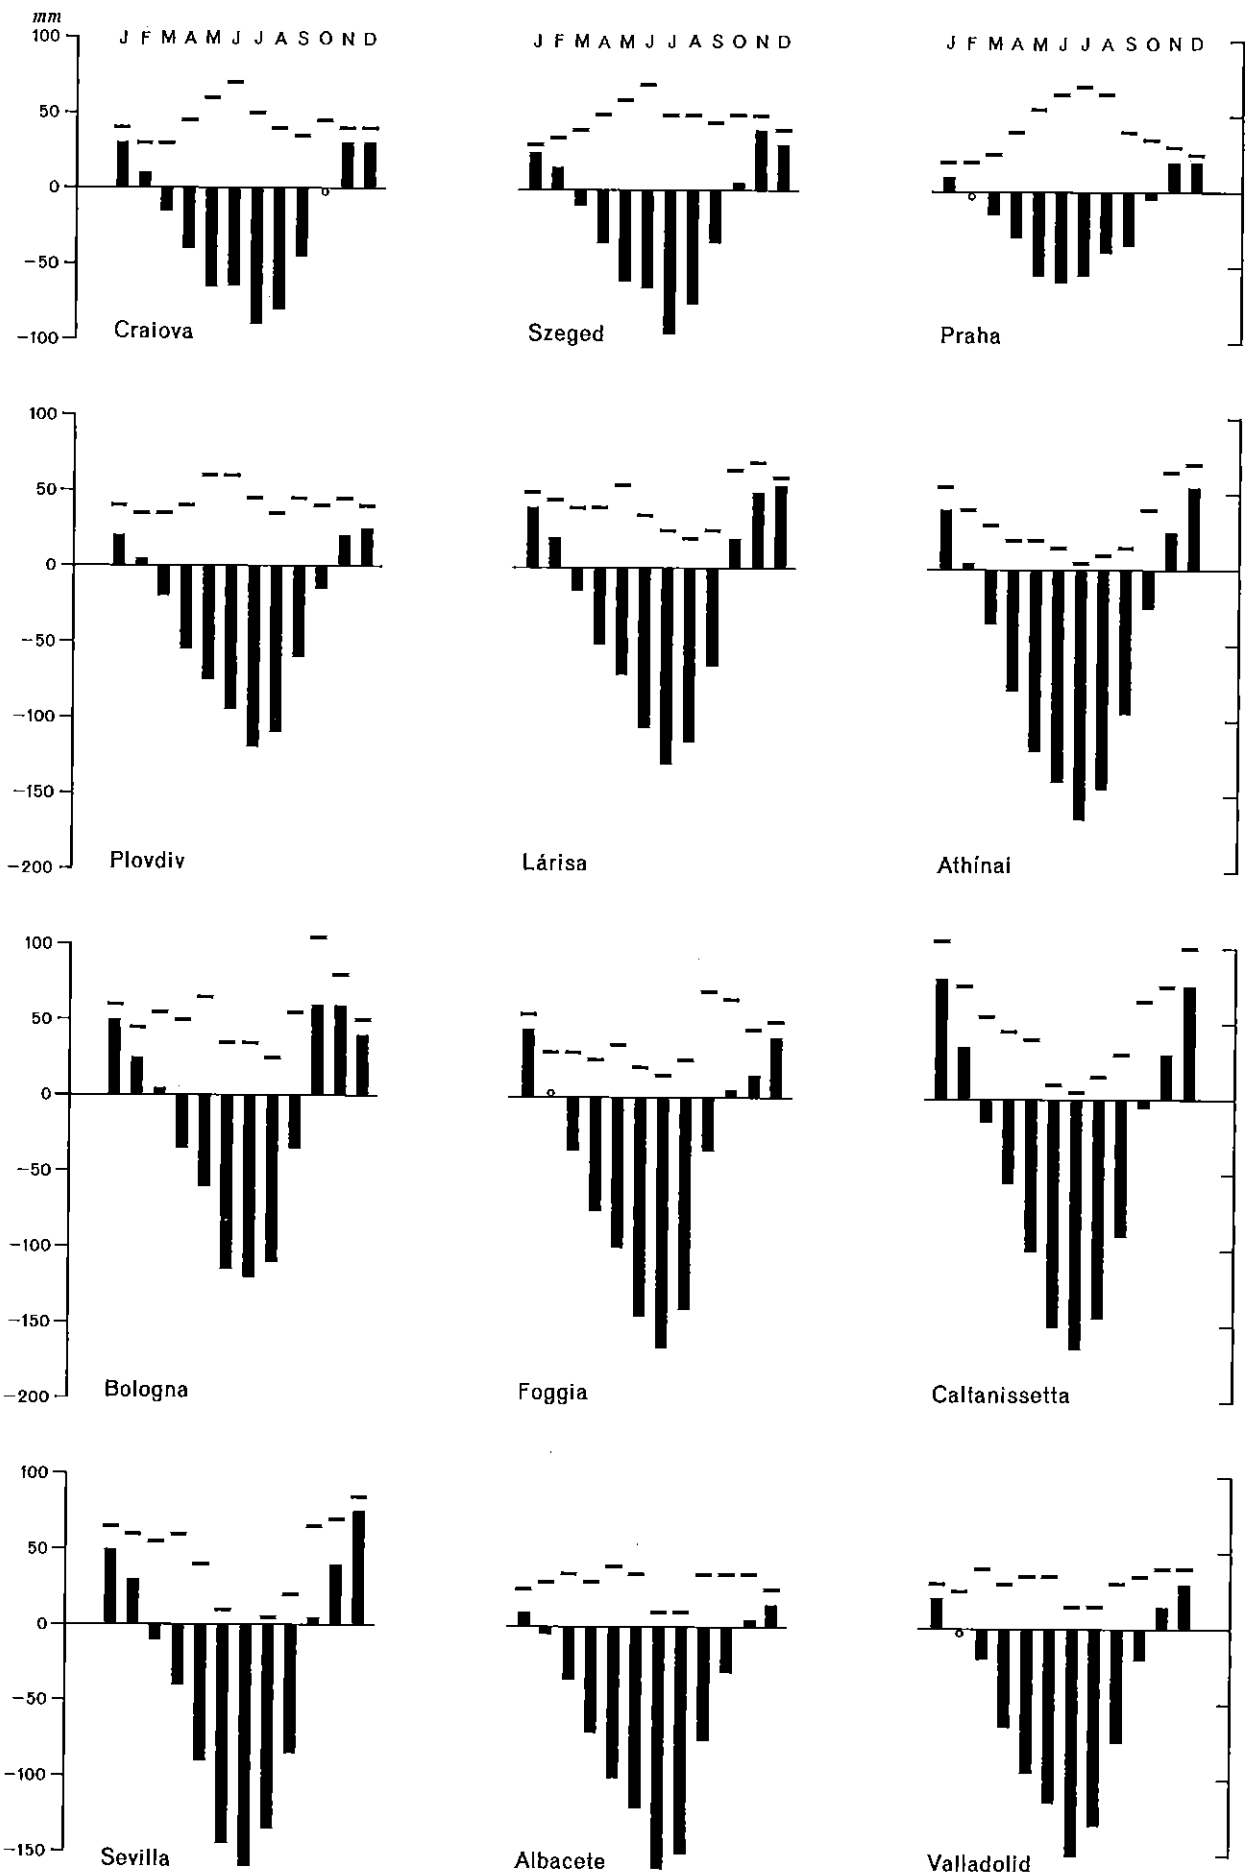 mm
J F M A M J J A S O N D
J F M A M J J A S O N D
J F M A M J J A S O N D
100
50
0
-50
-100
Craiova
Szeged
Praha
100
50
0
-50
-100
-150
-200
Plovdiv
Lárisa
Athínai
100
50
0
-50
-100
-150
-200
Bologna
Foggia
Caltanissetta
100
50
0
-50
-100
-150
Sevilla
Albacete
Valladolid